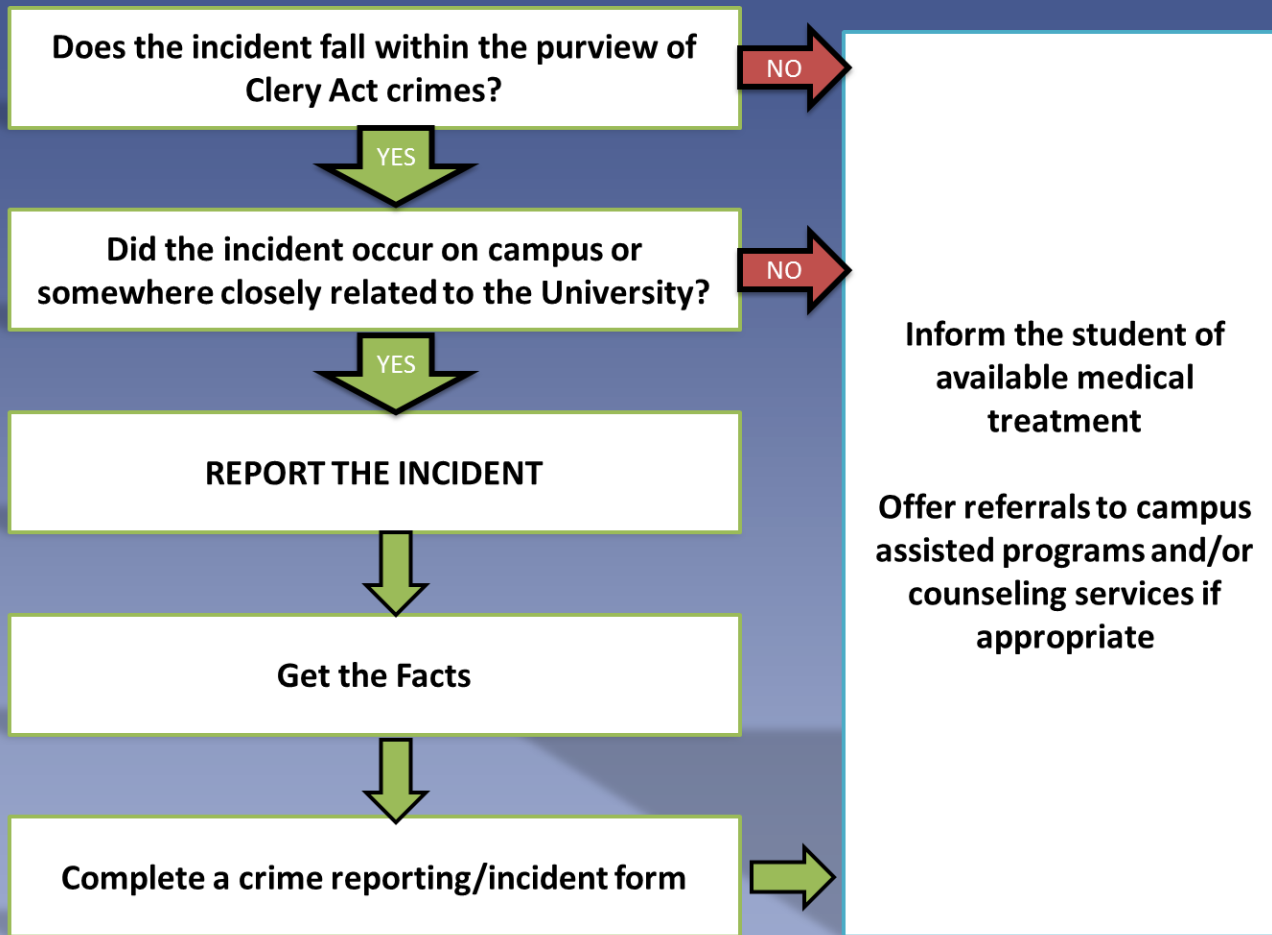 Does the incident fall within the purview of
Clery Act crimes?
NO
YES
Did the incident occur on campus or
somewhere closely related to the University?
NO
YES
REPORT THE INCIDENT
Get the Facts
Complete a crime reporting/incident form
Inform the student of
available medical
treatment
Offer referrals to campus
assisted programs and/or
counseling services if
appropriate